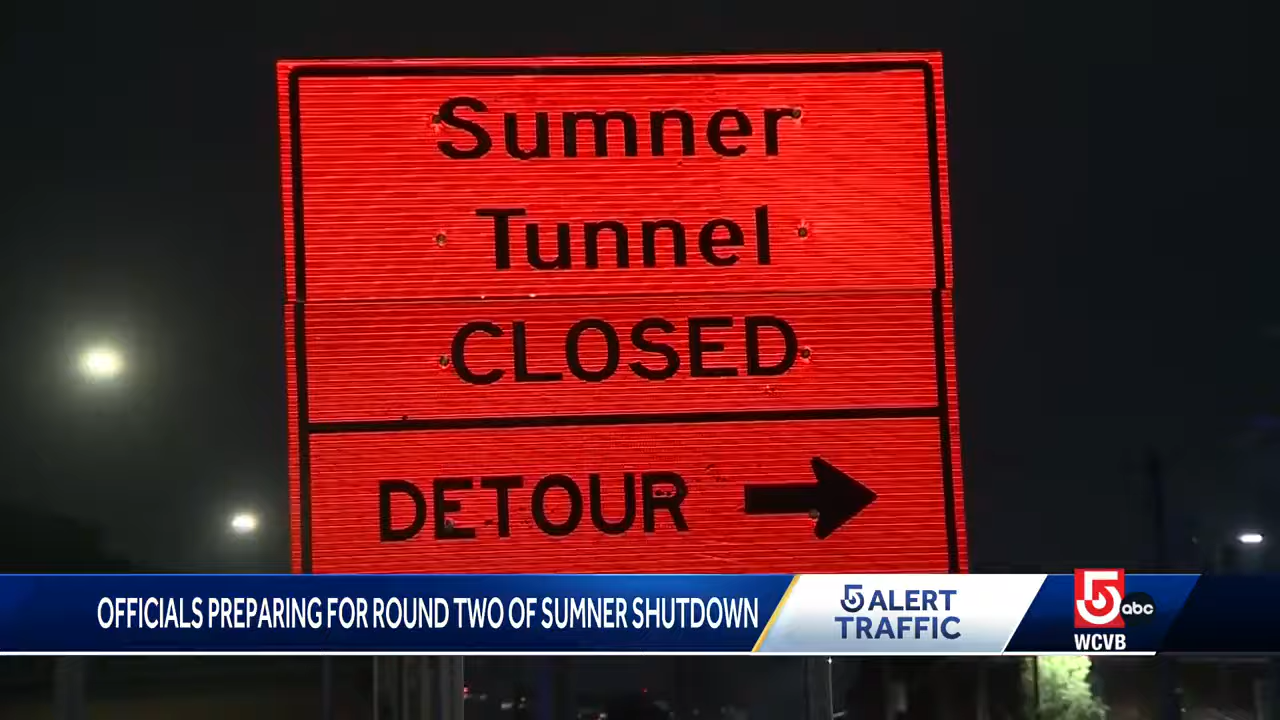 Sumner
Tunnel
CLOSED
DETOUR
OFFICIALS PREPARING FOR ROUND TWO OF SUMNER SHUTDOWN
5 ALERT
TRAFFIC
5 abc
WCVB